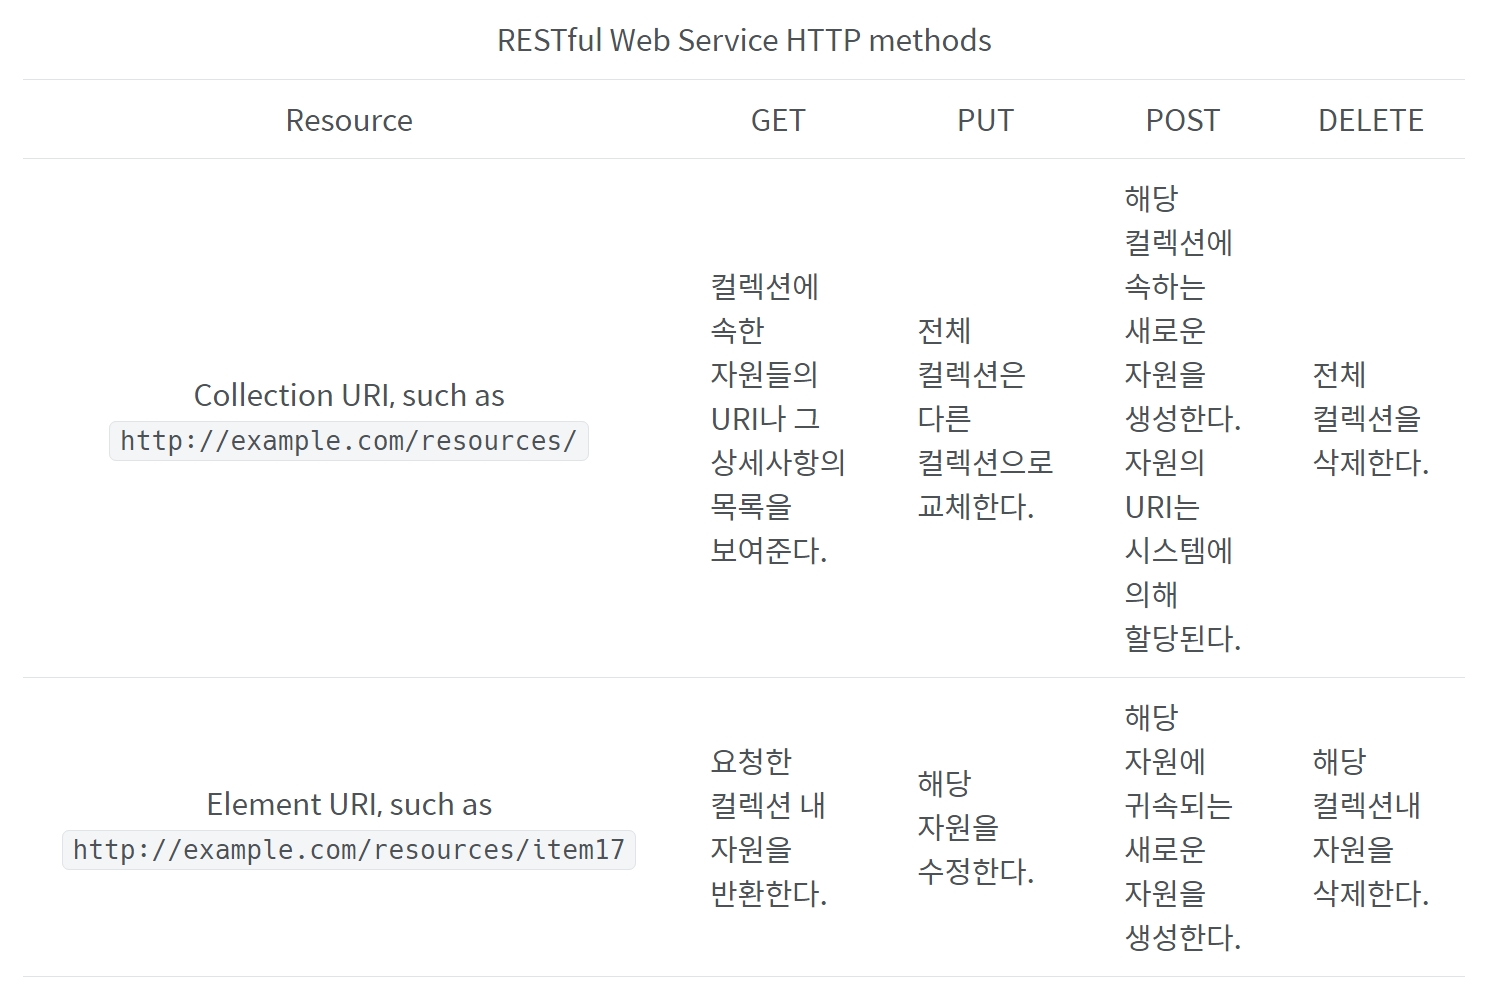 RESTful Web Service HTTP methods
Resource
GET
PUT
POST
DELETE
Collection URI, such as
http://example.com/resources/
컬렉션에
속한
자원들의
URI나 그
상세사항의
목록을
보여준다.
전체
컬렉션은
다른
컬렉션으로
교체한다.
해당
컬렉션에
속하는
새로운
자원을
생성한다.
자원의
URI는
시스템에
의해
할당된다.
전체
컬렉션을
삭제한다.
Element URI, such as
http://example.com/resources/item17
요청한
컬렉션 내
자원을
반환한다.
해당
자원을
수정한다.
해당
자원에
귀속되는
새로운
자원을
생성한다.
해당
컬렉션내
자원을
삭제한다.